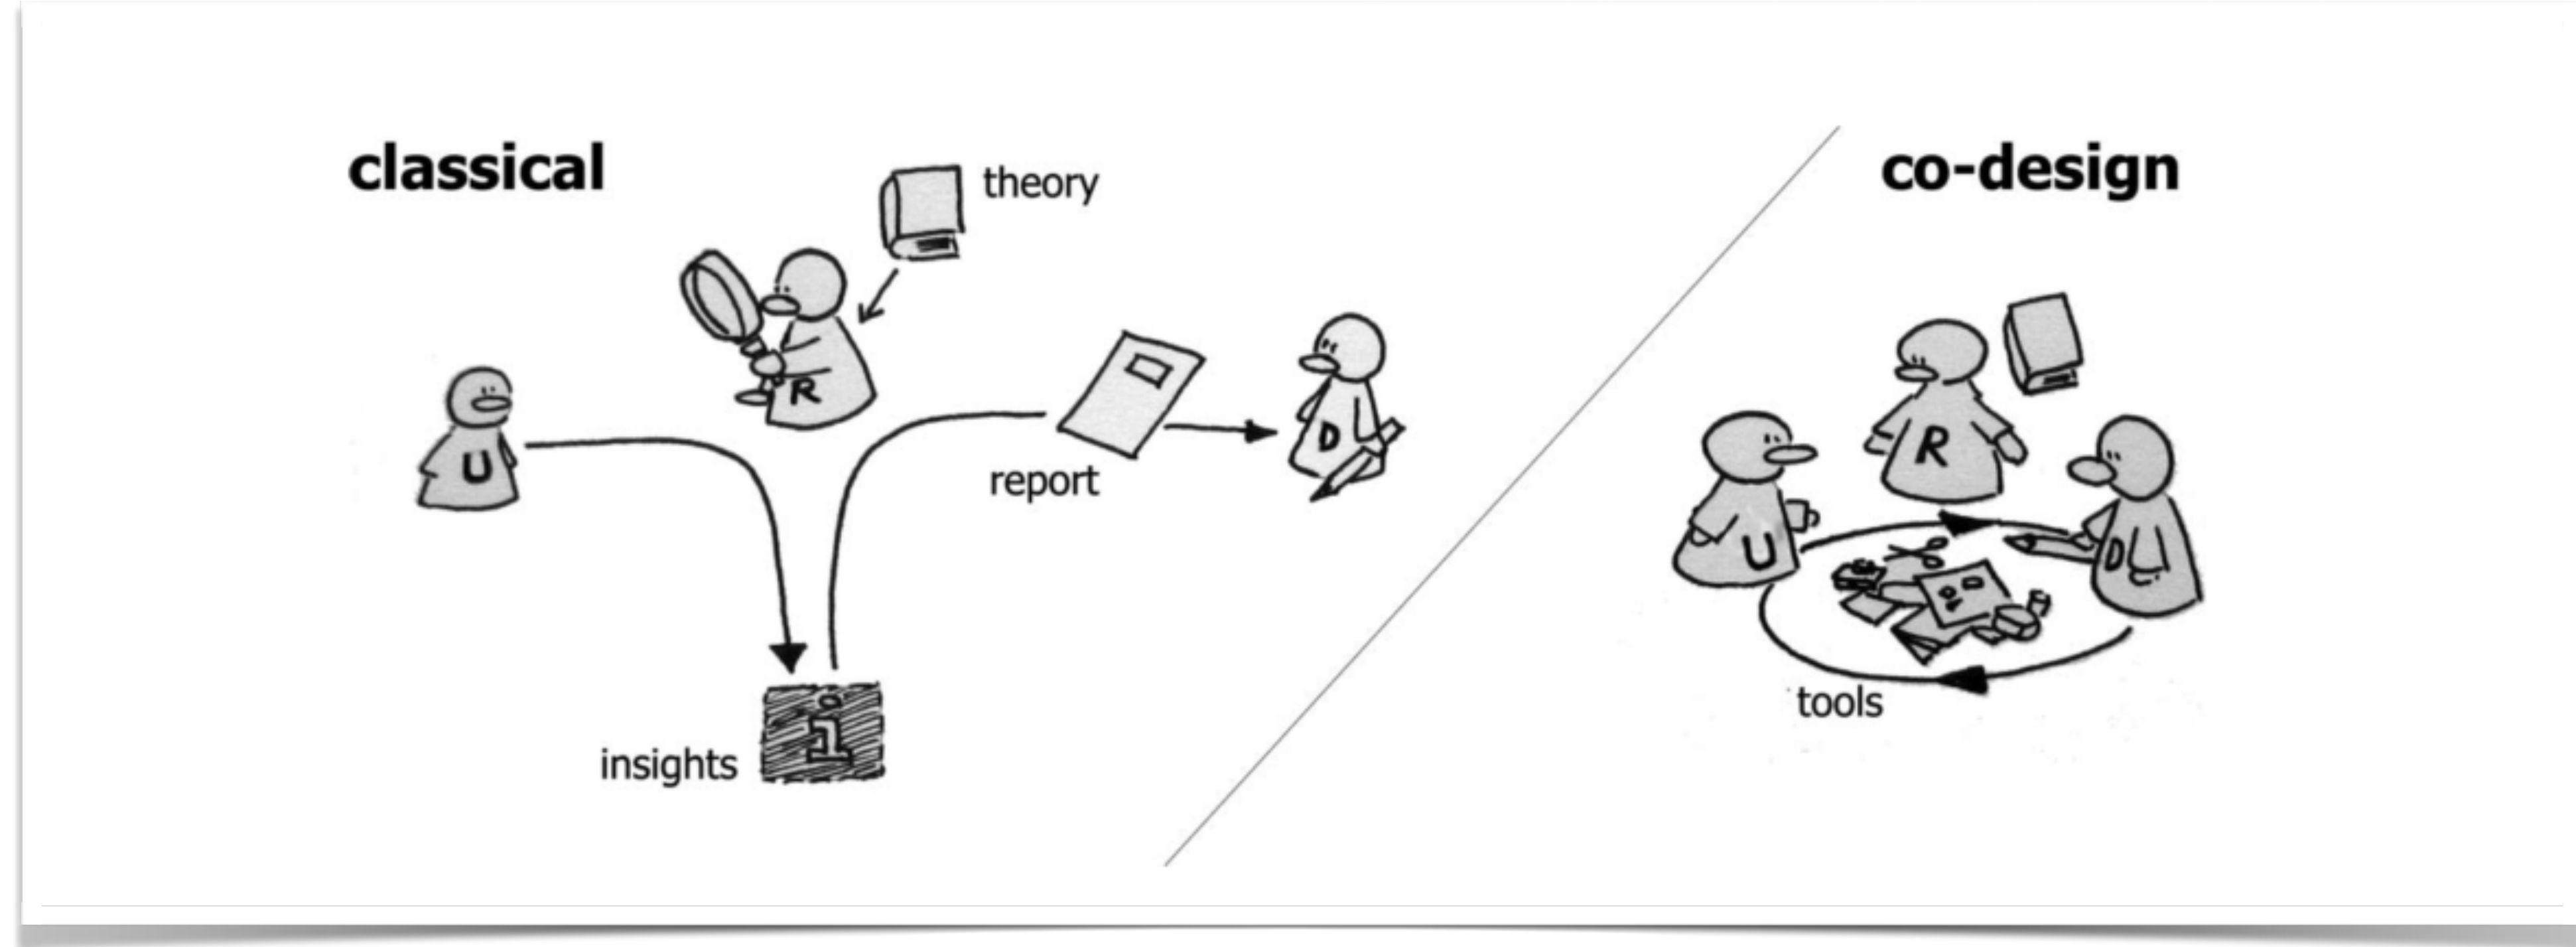 classical
theory
R
U
D
report
i
insights
co-design
R
U
D
tools